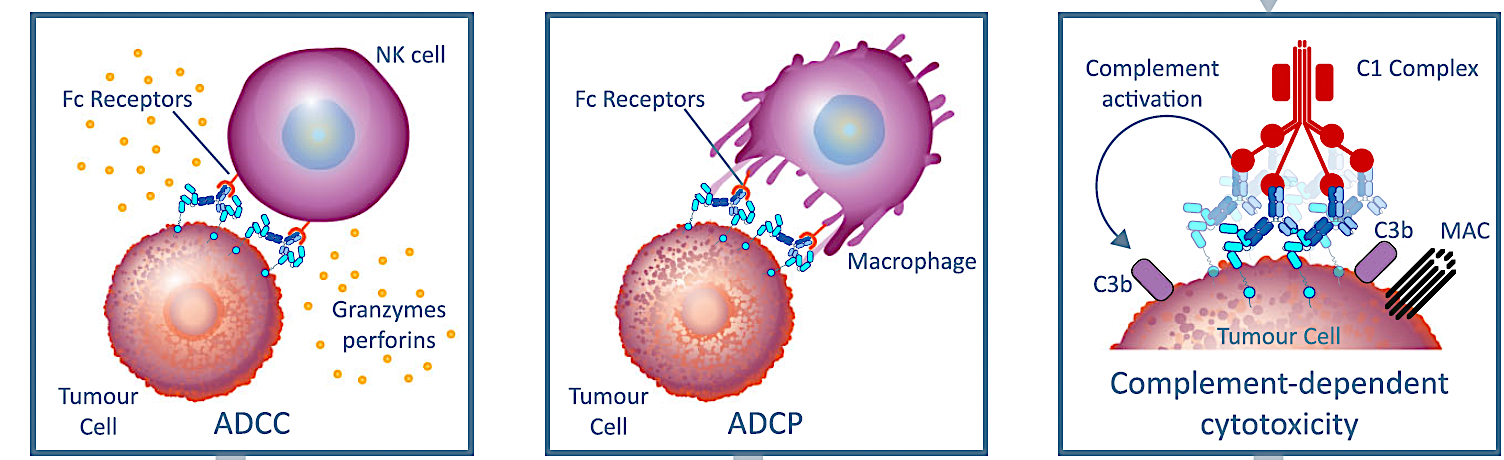 NK cell
Fc Receptors
Granzymes
perforins
Tumour
Cell
ADCC
Fc Receptors
Macrophage
Tumour
Cell
ADCP
Complement
activation
C1 Complex
C3b
MAC
C3b
Tumour Cell
Complement-dependent
cytotoxicity